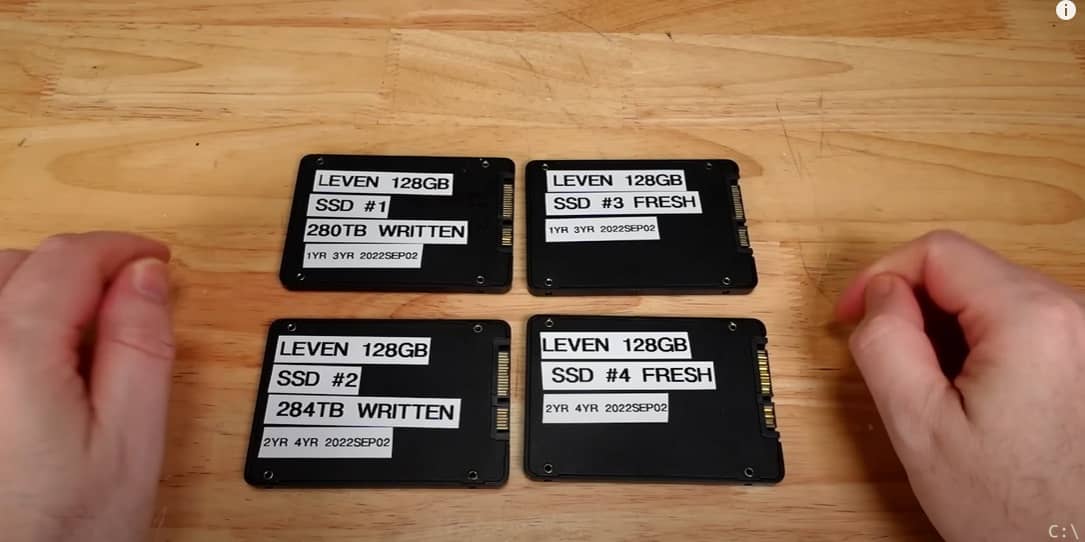 i
LEVEN 128GB
SSD #1
280TB WRITTEN
1YR 3YR 2022SEP02
LEVEN 128GB
SSD #3 FRESH
1YR 3YR 2022SEP02
LEVEN 128GB
SSD #2
284TB WRITTEN
2YR 4YR 2022SEP02
LEVEN 128GB
SSD #4 FRESH
2YR 4YR 2022SEP02
C:\